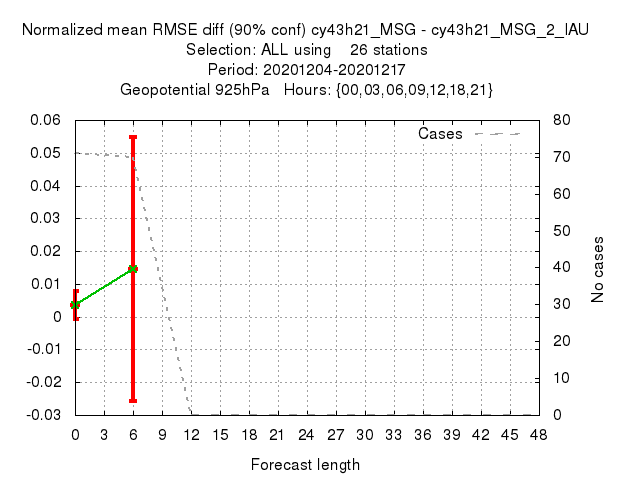 Normalized mean RMSE diff (90% conf) cy43h21_MSG - cy43h21_MSG_2_IAU
Selection: ALL using 26 stations
Period: 20201204-20201217
Geopotential 925hPa Hours: {00,03,06,09,12,18,21}
Cases
0.06
0.05
0.04
0.03
0.02
0.01
0
-0.01
-0.02
-0.03
80
70
60
50
40
30
20
10
0
No cases
0 3 6 9 12 15 18 21 24 27 30 33 36 39 42 45 48
Forecast length